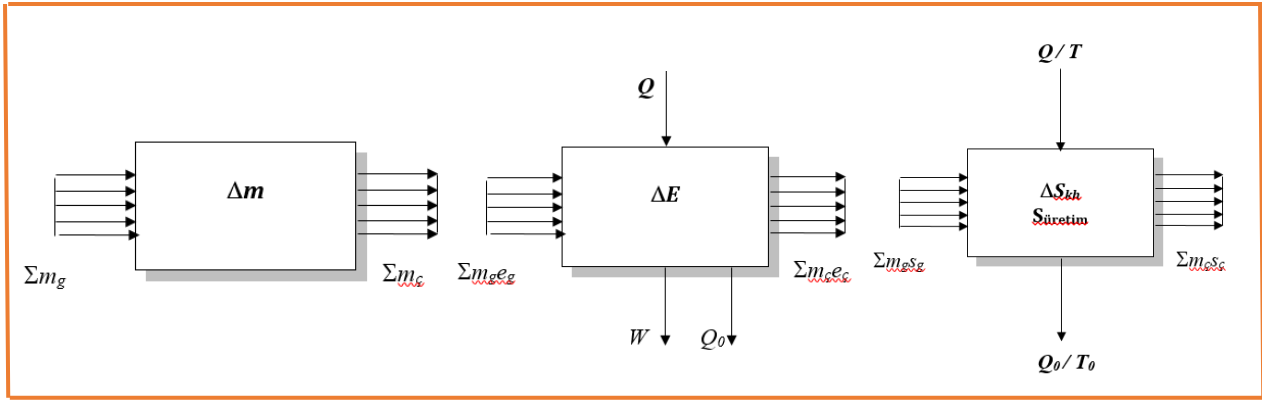 Δm
Σm_g
Σm_ç
Q
ΔE
Σm_ge_g
Σm_çe_ç
W
Q_0
Q / T
ΔS_kh
S_üretim
Σm_gs_g
Σm_çs_ç
Q_0 / T_0